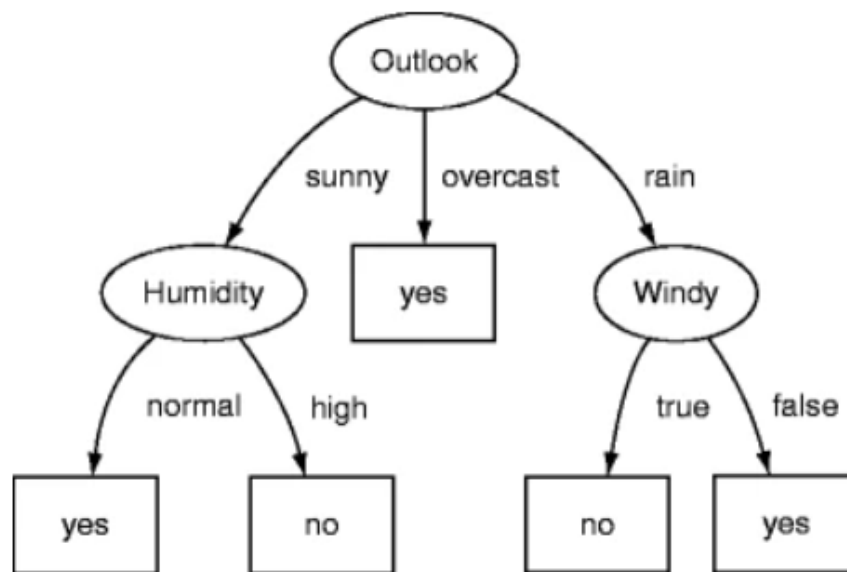 Outlook
sunny overcast rain
Humidity yes Windy
normal high true false
yes no no yes